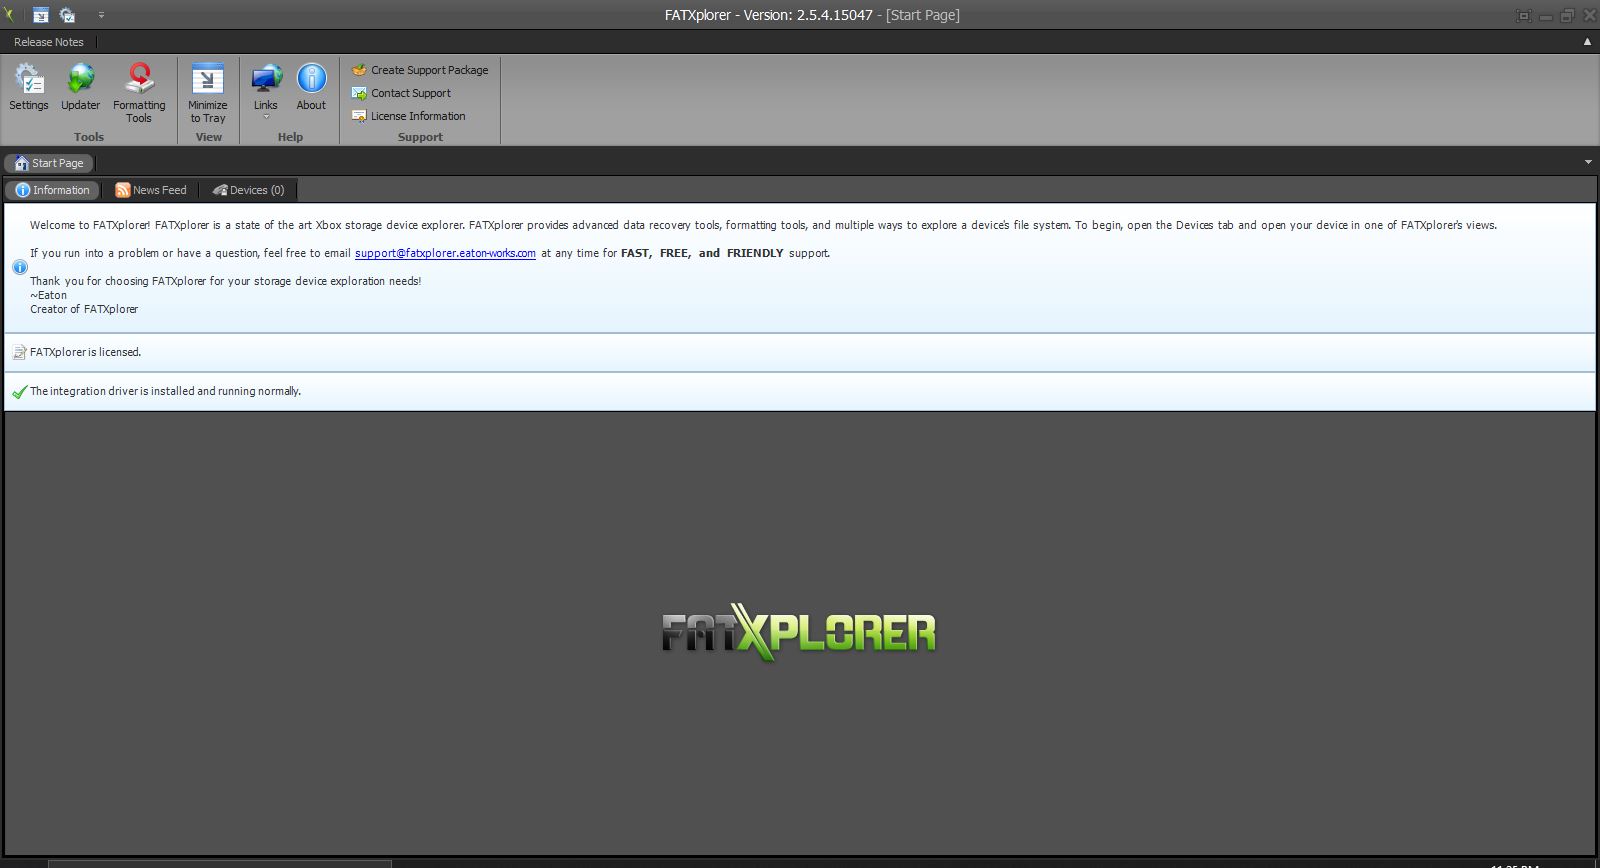 FATXplorer - Version: 2.5.4.15047 - [Start Page]
Release Notes
Settings
Updater
Formatting
Tools
Minimize
to Tray
Links
About
Create Support Package
Contact Support
License Information
Tools
View
Help
Support
Start Page
Information
News Feed
Devices (0)
Welcome to FATXplorer! FATXplorer is a state of the art Xbox storage device explorer. FATXplorer provides advanced data recovery tools, formatting tools, and multiple ways to explore a device's file system. To begin, open the Devices tab and open your device in one of FATXplorer's views.
If you run into a problem or have a question, feel free to email support@fatxplorer.eaton-works.com at any time for FAST, FREE, and FRIENDLY support.
Thank you for choosing FATXplorer for your storage device exploration needs!
~Eaton
Creator of FATXplorer
FATXplorer is licensed.
The integration driver is installed and running normally.
FATXPLORER